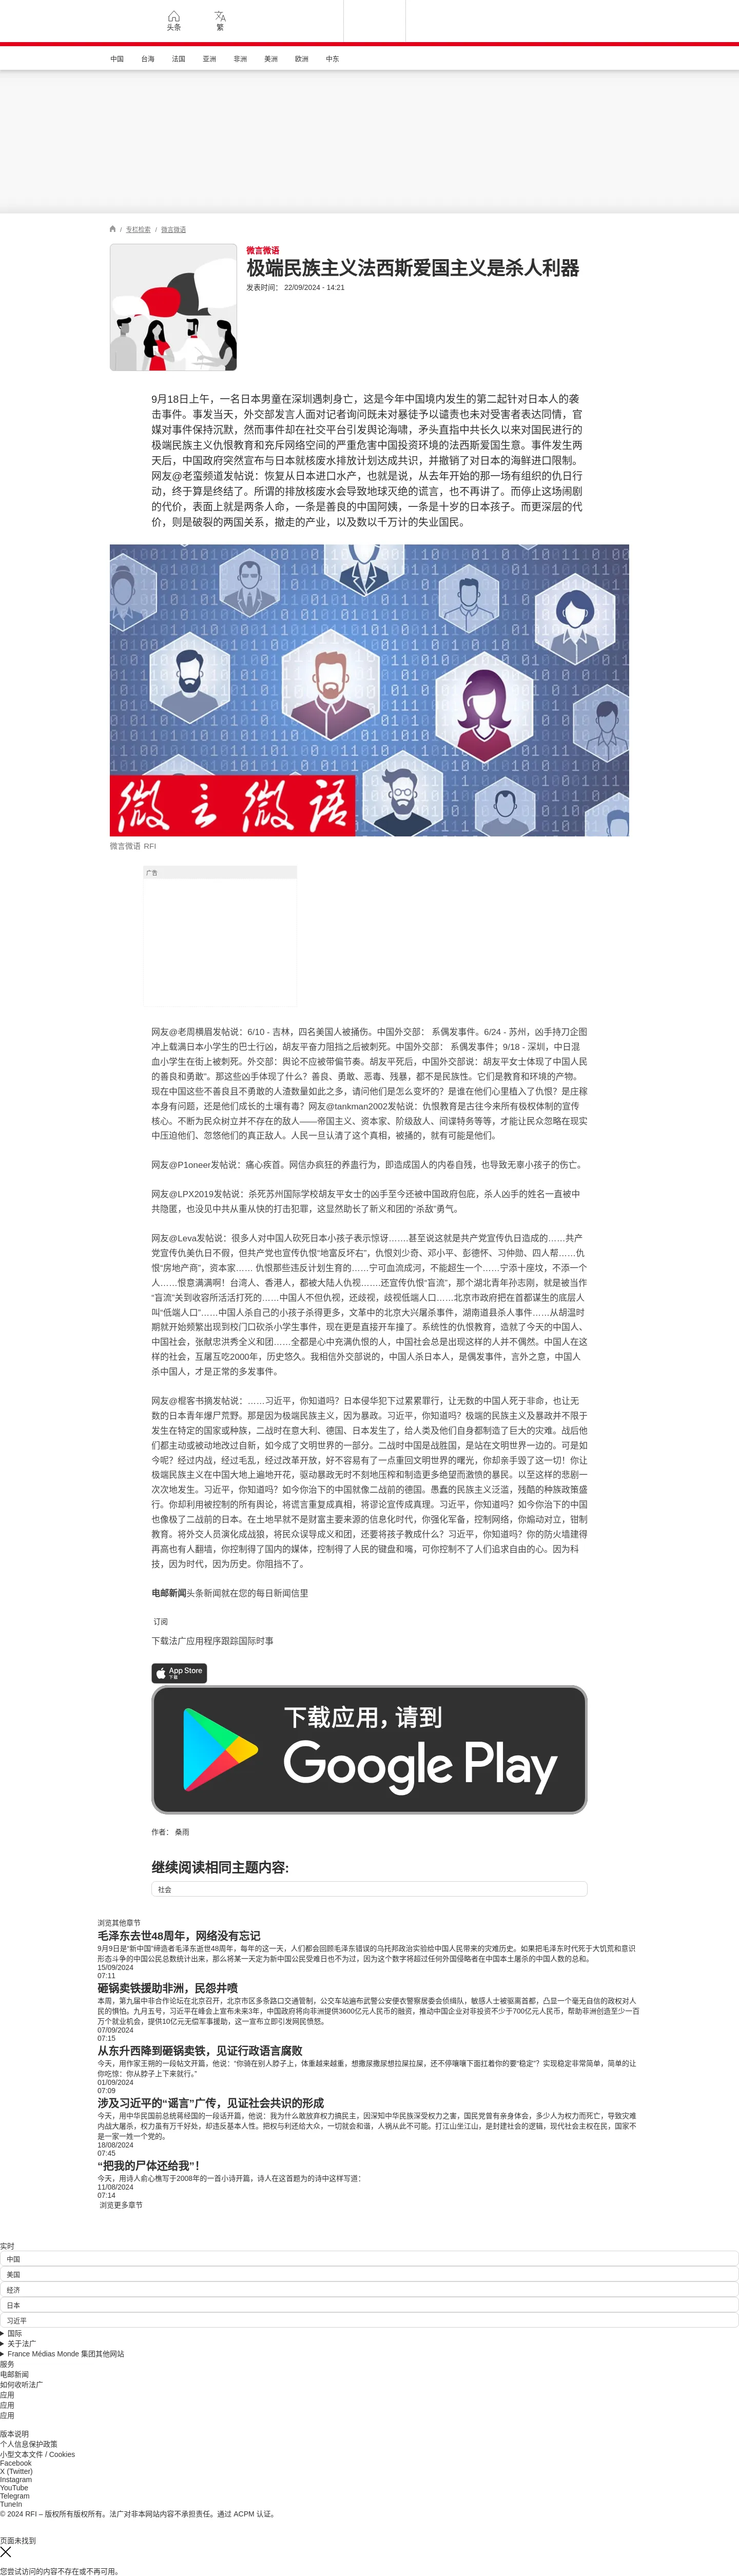 头条
繁
中国 台海 法国 亚洲 非洲 美洲 欧洲 中东
/ 专栏检索 / 微言微语
微言微语
极端民族主义法西斯爱国主义是杀人利器
发表时间： 22/09/2024 - 14:21
9月18日上午，一名日本男童在深圳遇刺身亡，这是今年中国境内发生的第二起针对日本人的袭
击事件。事发当天，外交部发言人面对记者询问既未对暴徒予以谴责也未对受害者表达同情，官
媒对事件保持沉默，然而事件却在社交平台引发舆论海啸，矛头直指中共长久以来对国民进行的
极端民族主义仇恨教育和充斥网络空间的严重危害中国投资环境的法西斯爱国生意。事件发生两
天后，中国政府突然宣布与日本就核废水排放计划达成共识，并撤销了对日本的海鲜进口限制。
网友@老蛮频道发帖说：恢复从日本进口水产，也就是说，从去年开始的那一场有组织的仇日行
动，终于算是终结了。所谓的排放核废水会导致地球灭绝的谎言，也不再讲了。而停止这场闹剧
的代价，表面上就是两条人命，一条是善良的中国阿姨，一条是十岁的日本孩子。而更深层的代
价，则是破裂的两国关系，撤走的产业，以及数以千万计的失业国民。
微言微语
微言微语 RFI
广告
网友@老周横眉发帖说：6/10 - 吉林，四名美国人被捅伤。中国外交部： 系偶发事件。6/24 - 苏州，凶手持刀企图
冲上载满日本小学生的巴士行凶，胡友平奋力阻挡之后被刺死。中国外交部： 系偶发事件；9/18 - 深圳，中日混
血小学生在街上被刺死。外交部：舆论不应被带偏节奏。胡友平死后，中国外交部说：胡友平女士体现了中国人民
的善良和勇敢”。那这些凶手体现了什么？善良、勇敢、恶毒、残暴，都不是民族性。它们是教育和环境的产物。
现在中国这些不善良且不勇敢的人渣数量如此之多，请问他们是怎么变坏的？是谁在他们心里植入了仇恨？是庄稼
本身有问题，还是他们成长的土壤有毒？网友@tankman2002发帖说：仇恨教育是古往今来所有极权体制的宣传
核心。不断为民众树立并不存在的敌人——帝国主义、资本家、阶级敌人、间谍特务等等，才能让民众忽略在现实
中压迫他们、忽悠他们的真正敌人。人民一旦认清了这个真相，被捅的，就有可能是他们。
网友@P1oneer发帖说：痛心疾首。网信办疯狂的养蛊行为，即造成国人的内卷自残，也导致无辜小孩子的伤亡。
网友@LPX2019发帖说：杀死苏州国际学校胡友平女士的凶手至今还被中国政府包庇，杀人凶手的姓名一直被中
共隐匿，也没见中共从重从快的打击犯罪，这显然助长了新义和团的“杀敌”勇气。
网友@Leva发帖说：很多人对中国人砍死日本小孩子表示惊讶…….甚至说这就是共产党宣传仇日造成的……共产
党宣传仇美仇日不假，但共产党也宣传仇恨“地富反坏右”，仇恨刘少奇、邓小平、彭德怀、习仲勋、四人帮……仇
恨“房地产商”，资本家…… 仇恨那些违反计划生育的……宁可血流成河，不能超生一个……宁添十座坟，不添一个
人……恨意满满啊！台湾人、香港人，都被大陆人仇视…….还宣传仇恨“盲流”，那个湖北青年孙志刚，就是被当作
“盲流”关到收容所活活打死的……中国人不但仇视，还歧视，歧视低端人口……北京市政府把在首都谋生的底层人
叫“低端人口”……中国人杀自己的小孩子杀得更多，文革中的北京大兴屠杀事件，湖南道县杀人事件……从胡温时
期就开始频繁出现到校门口砍杀小学生事件，现在更是直接开车撞了。系统性的仇恨教育，造就了今天的中国人、
中国社会，张献忠洪秀全义和团……全都是心中充满仇恨的人，中国社会总是出现这样的人并不偶然。中国人在这
样的社会，互屠互吃2000年，历史悠久。我相信外交部说的，中国人杀日本人，是偶发事件，言外之意，中国人
杀中国人，才是正常的多发事件。
网友@棍客书摘发帖说：……习近平，你知道吗？日本侵华犯下过累累罪行，让无数的中国人死于非命，也让无
数的日本青年爆尸荒野。那是因为极端民族主义，因为暴政。习近平，你知道吗？极端的民族主义及暴政并不限于
发生在特定的国家或种族，二战时在意大利、德国、日本发生了，给人类及他们自身都制造了巨大的灾难。战后他
们都主动或被动地改过自新，如今成了文明世界的一部分。二战时中国是战胜国，是站在文明世界一边的。可是如
今呢？经过内战，经过毛乱，经过改革开放，好不容易有了一点重回文明世界的曙光，你却亲手毁了这一切！你让
极端民族主义在中国大地上遍地开花，驱动暴政无时不刻地压榨和制造更多绝望而激愤的暴民。以至这样的悲剧一
次次地发生。习近平，你知道吗？如今你治下的中国就像二战前的德国。愚蠢的民族主义泛滥，残酷的种族政策盛
行。你却利用被控制的所有舆论，将谎言重复成真相，将谬论宣传成真理。习近平，你知道吗？如今你治下的中国
也像极了二战前的日本。在土地早就不是财富主要来源的信息化时代，你强化军备，控制网络，你煽动对立，钳制
教育。将外交人员演化成战狼，将民众误导成义和团，还要将孩子教成什么？习近平，你知道吗？你的防火墙建得
再高也有人翻墙，你控制得了国内的媒体，控制得了人民的键盘和嘴，可你控制不了人们追求自由的心。因为科
技，因为时代，因为历史。你阻挡不了。
电邮新闻头条新闻就在您的每日新闻信里
订阅
下载法广应用程序跟踪国际时事
App Store
下载
下载应用，请到
Google Play
作者： 桑雨
继续阅读相同主题内容:
社会
浏览其他章节
毛泽东去世48周年，网络没有忘记
9月9日是“新中国”缔造者毛泽东逝世48周年，每年的这一天，人们都会回顾毛泽东错误的乌托邦政治实验给中国人民带来的灾难历史。如果把毛泽东时代死于大饥荒和意识
形态斗争的中国公民总数统计出来，那么将某一天定为新中国公民受难日也不为过，因为这个数字将超过任何外国侵略者在中国本土屠杀的中国人数的总和。
15/09/2024
07:11
砸锅卖铁援助非洲，民怨井喷
本周，第九届中非合作论坛在北京召开，北京市区多条路口交通管制，公交车站遍布武警公安便衣警察居委会侦缉队，敏感人士被驱离首都，凸显一个毫无自信的政权对人
民的惧怕。九月五号，习近平在峰会上宣布未来3年，中国政府将向非洲提供3600亿元人民币的融资，推动中国企业对非投资不少于700亿元人民币，帮助非洲创造至少一百
万个就业机会，提供10亿元无偿军事援助，这一宣布立即引发网民愤怒。
07/09/2024
07:15
从东升西降到砸锅卖铁，见证行政语言腐败
今天，用作家王朔的一段帖文开篇，他说：“你骑在别人脖子上，体重越来越重，想撒尿撒尿想拉屎拉屎，还不停嚷嚷下面扛着你的要“稳定”？实现稳定非常简单，简单的让
你吃惊：你从脖子上下来就行。”
01/09/2024
07:09
涉及习近平的“谣言”广传，见证社会共识的形成
今天，用中华民国前总统蒋经国的一段话开篇，他说：我为什么敢放弃权力搞民主，因深知中华民族深受权力之害，国民党曾有亲身体会，多少人为权力而死亡，导致灾难
内战大屠杀，权力虽有万千好处，却违反基本人性。把权与利还给大众，一切就会和谐，人祸从此不可能。打江山坐江山，是封建社会的逻辑，现代社会主权在民，国家不
是一家一姓一个党的。
18/08/2024
07:45
“把我的尸体还给我”！
今天，用诗人俞心樵写于2008年的一首小诗开篇，诗人在这首题为的诗中这样写道：
11/08/2024
07:14
浏览更多章节
实时
中国
美国
经济
日本
习近平
国际
关于法广
France Médias Monde 集团其他网站
服务
电邮新闻
如何收听法广
应用
应用
应用
版本说明
个人信息保护政策
小型文本文件 / Cookies
Facebook
X (Twitter)
Instagram
YouTube
Telegram
TuneIn
© 2024 RFI – 版权所有版权所有。法广对非本网站内容不承担责任。通过 ACPM 认证。
页面未找到
您尝试访问的内容不存在或不再可用。